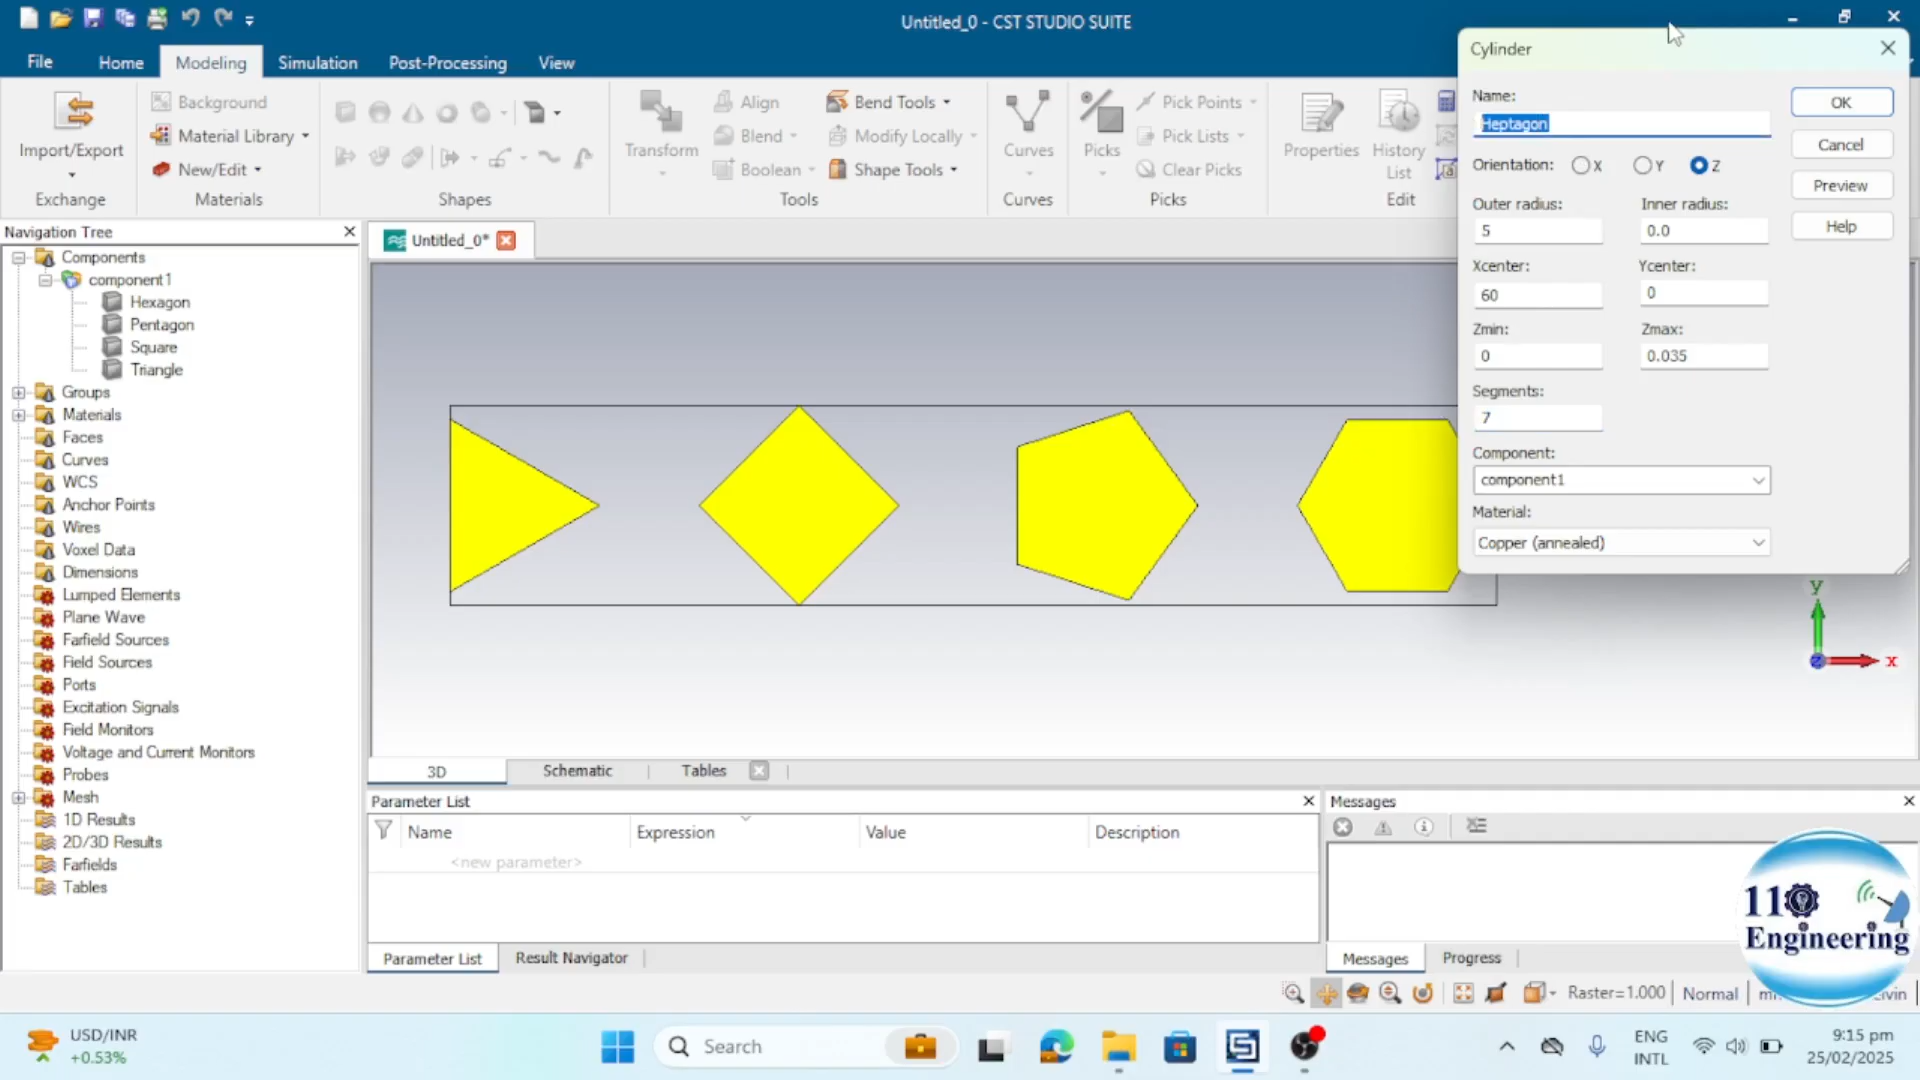 Untitled_0 - CST STUDIO SUITE
File
Home
Modeling
Simulation
Post-Processing
View
Import/Export
Exchange
Background
Material Library
New/Edit
Materials
Shapes
Transform
Align
Blend
Boolean
Bend Tools
Modify Locally
Shape Tools
Tools
Curves
Curves
Picks
Pick Points
Pick Lists
Clear Picks
Picks
Properties
History
List
Edit
Cylinder
Name:
Heptagon
OK
Cancel
Preview
Help
Orientation:
X
Y
Z
Outer radius:
Inner radius:
5
0.0
Xcenter:
Ycenter:
60
0
Zmin:
Zmax:
0
0.035
Segments:
7
Component:
component1
Material:
Copper (annealed)
Navigation Tree
Components
component1
Hexagon
Pentagon
Square
Triangle
Groups
Materials
Faces
Curves
WCS
Anchor Points
Wires
Voxel Data
Dimensions
Lumped Elements
Plane Wave
Farfield Sources
Field Sources
Ports
Excitation Signals
Field Monitors
Voltage and Current Monitors
Probes
Mesh
1D Results
2D/3D Results
Farfields
Tables
Untitled_0*
y
x
z
3D
Schematic
Tables
Parameter List
Name
Expression
Value
Description
<new parameter>
Parameter List
Result Navigator
Messages
Messages
Progress
110
Engineering
Raster=1.000
Normal
USD/INR
+0.53%
Search
ENG
INTL
9:15 pm
25/02/2025